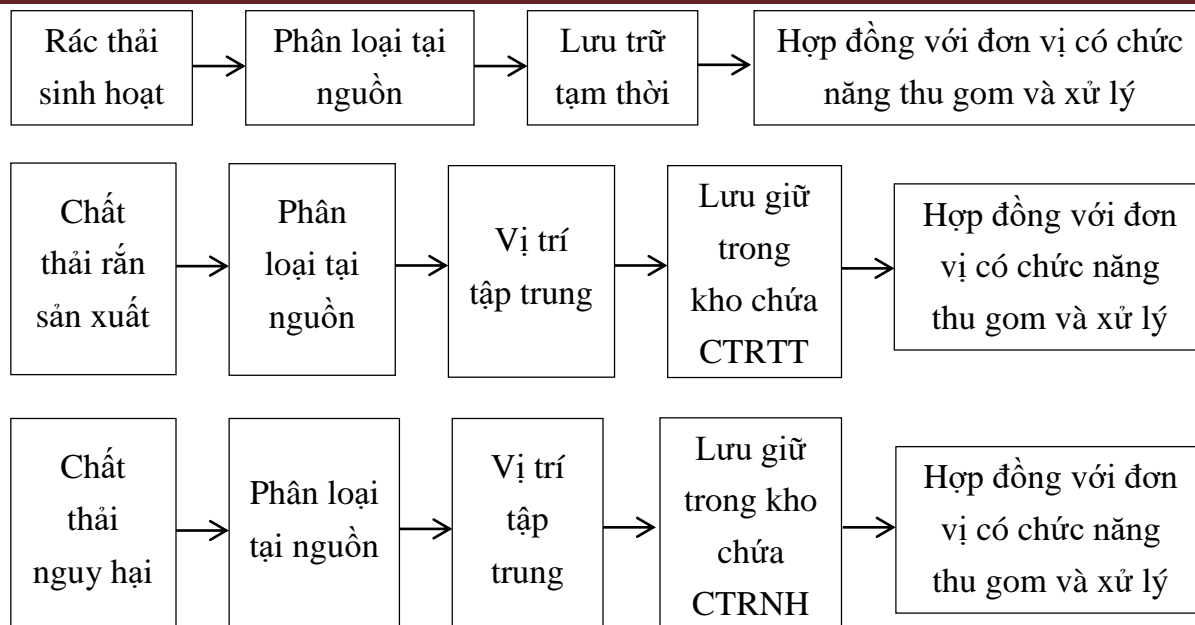 Rác thải
sinh hoạt
Phân loại tại
nguồn
Lưu trữ
tạm thời
Hợp đồng với đơn vị có chức
năng thu gom và xử lý
Chất
thải rắn
sản xuất
Phân
loại tại
nguồn
Vị trí
tập trung
Lưu giữ
trong
kho chứa
CTRTT
Hợp đồng với đơn
vị có chức năng
thu gom và xử lý
Chất
thải
nguy hại
Phân loại
tại nguồn
Vị trí
tập
trung
Lưu giữ
trong kho
chứa
CTRNH
Hợp đồng với đơn
vị có chức năng
thu gom và xử lý